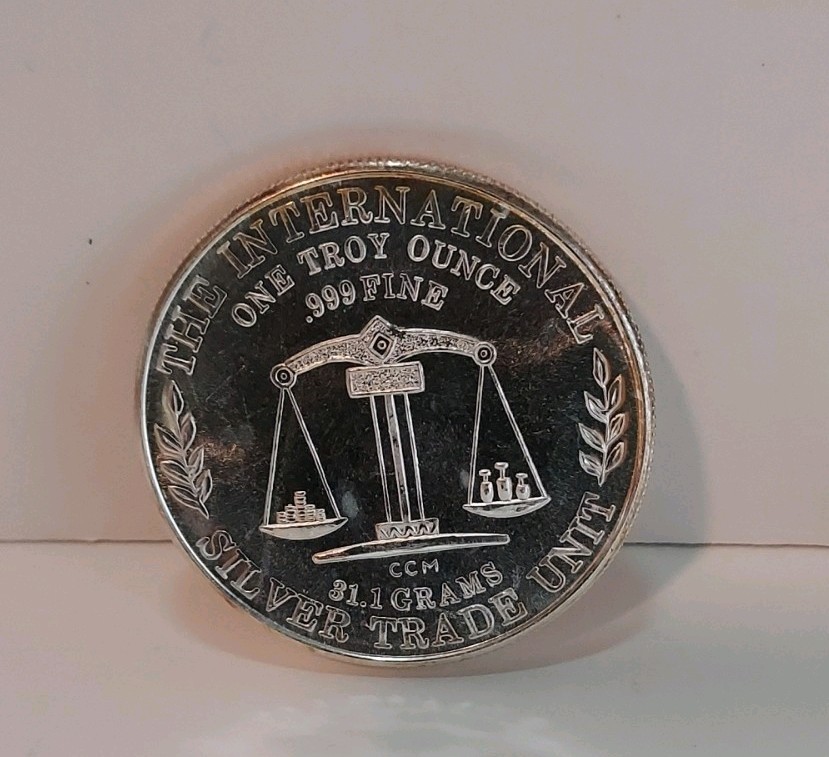 THE INTERNATIONAL
ONE TROY OUNCE
.999 FINE
CCM
31.1 GRAMS
SILVER TRADE UNIT